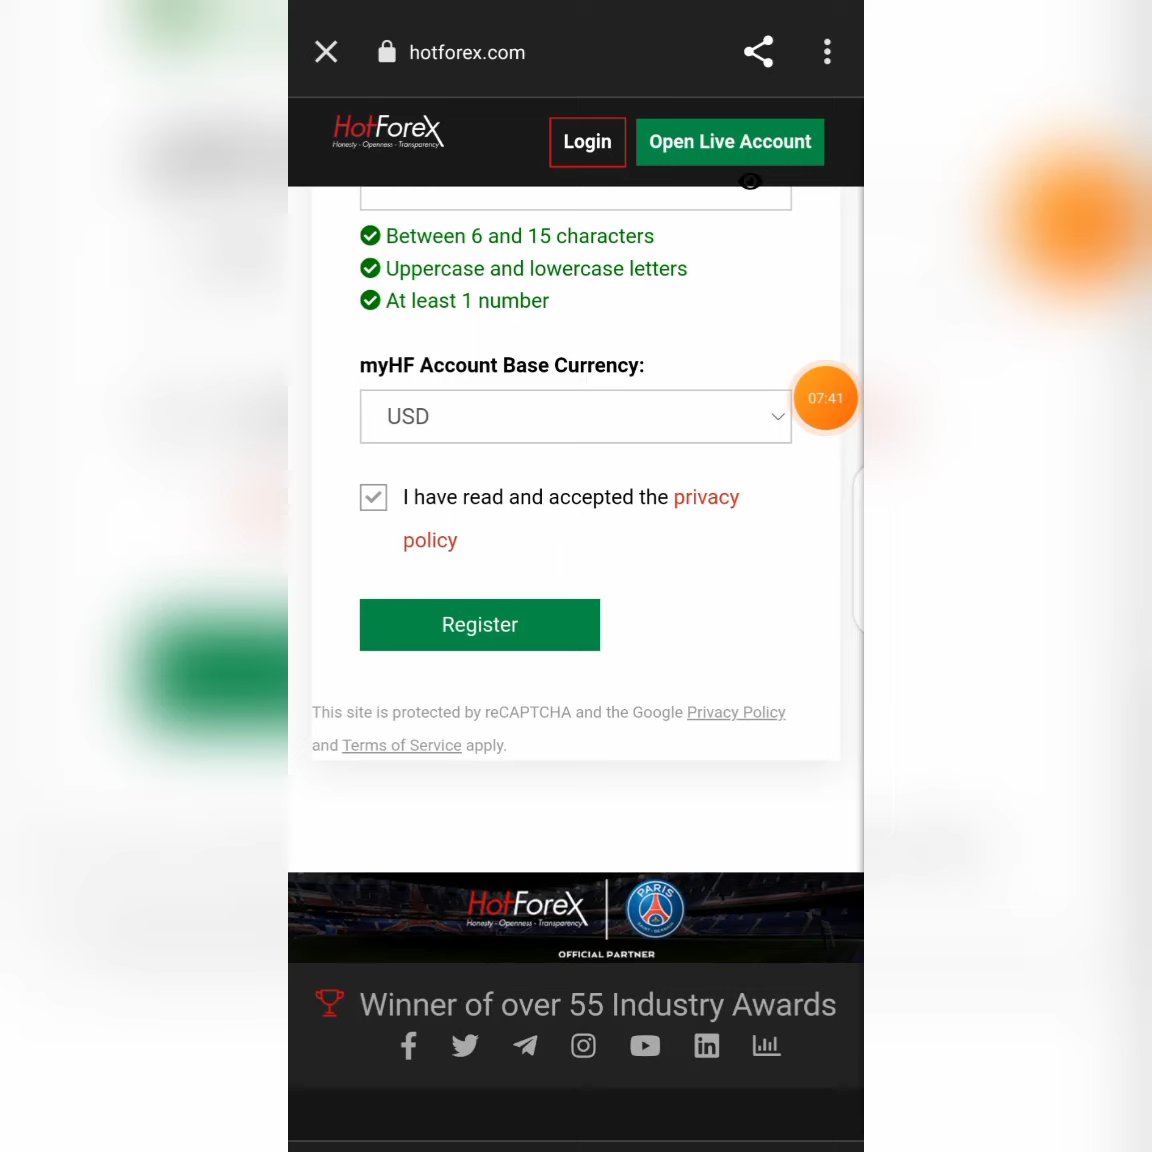 hotforex.com
HotForeX
Honesty - Openness - Transparency
Login
Open Live Account
Between 6 and 15 characters
Uppercase and lowercase letters
At least 1 number
myHF Account Base Currency:
USD
07:41
I have read and accepted the privacy
policy
Register
This site is protected by reCAPTCHA and the Google Privacy Policy
and Terms of Service apply.
HotForeX
Honesty - Openness - Transparency
PARIS
SAINT-GERMAIN
OFFICIAL PARTNER
Winner of over 55 Industry Awards